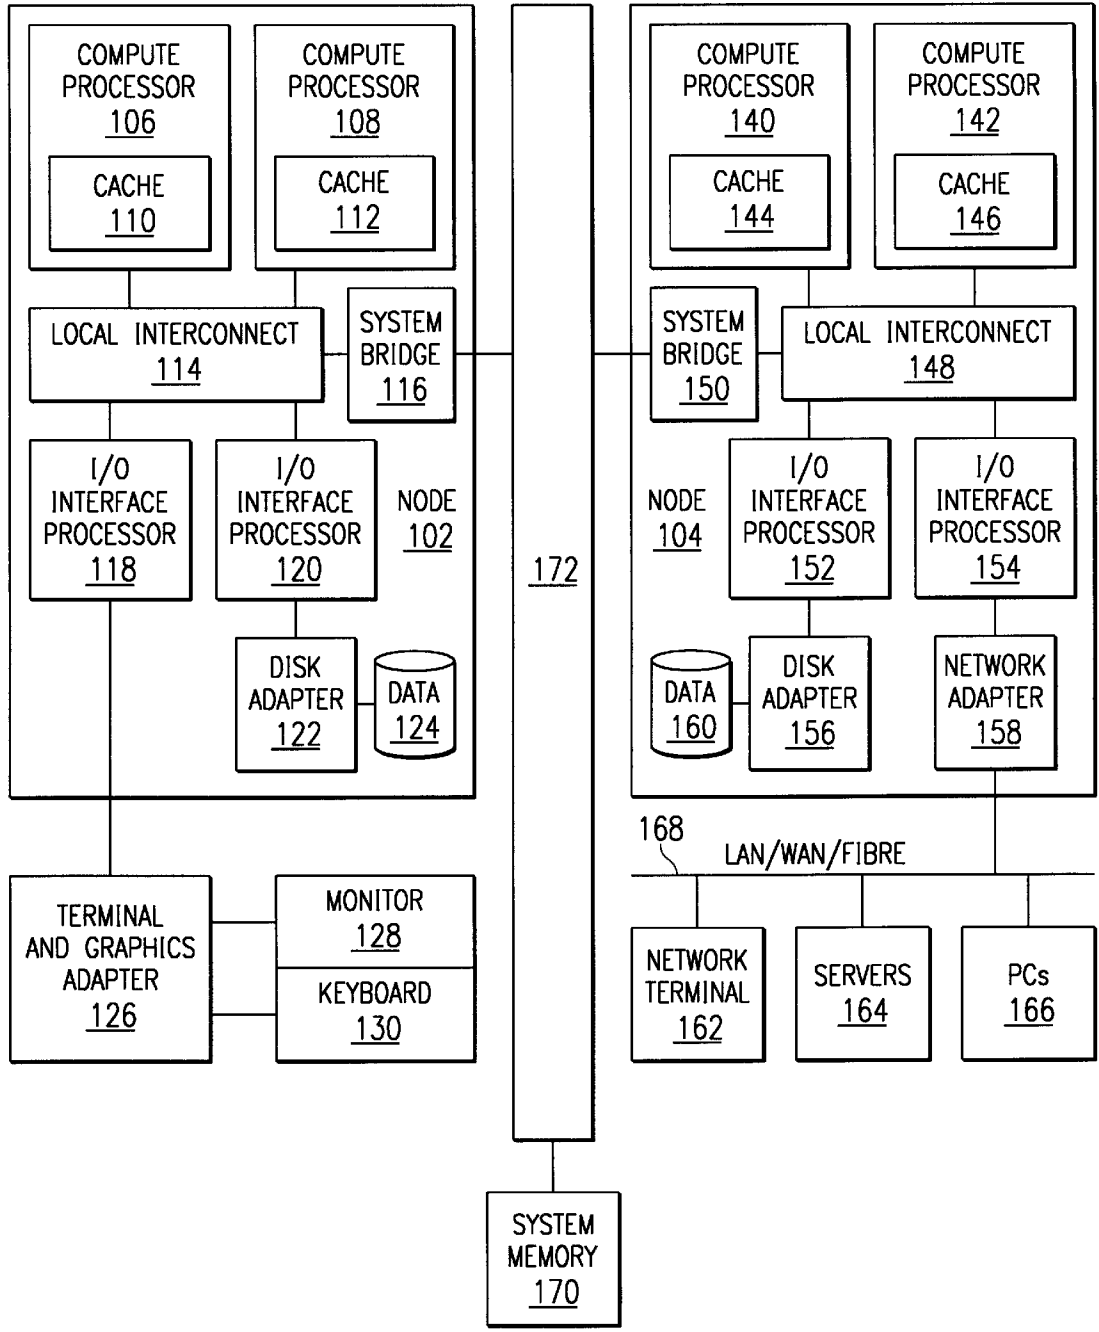 COMPUTE
PROCESSOR
106
CACHE
110
COMPUTE
PROCESSOR
108
CACHE
112
LOCAL INTERCONNECT
114
SYSTEM
BRIDGE
116
I/O
INTERFACE
PROCESSOR
118
I/O
INTERFACE
PROCESSOR
120
NODE
102
DISK
ADAPTER
122
DATA
124
TERMINAL
AND GRAPHICS
ADAPTER
126
MONITOR
128
KEYBOARD
130
172
SYSTEM
MEMORY
170
COMPUTE
PROCESSOR
140
CACHE
144
COMPUTE
PROCESSOR
142
CACHE
146
SYSTEM
BRIDGE
150
LOCAL INTERCONNECT
148
NODE
104
I/O
INTERFACE
PROCESSOR
152
I/O
INTERFACE
PROCESSOR
154
DATA
160
DISK
ADAPTER
156
NETWORK
ADAPTER
158
168
LAN/WAN/FIBRE
NETWORK
TERMINAL
162
SERVERS
164
PCs
166